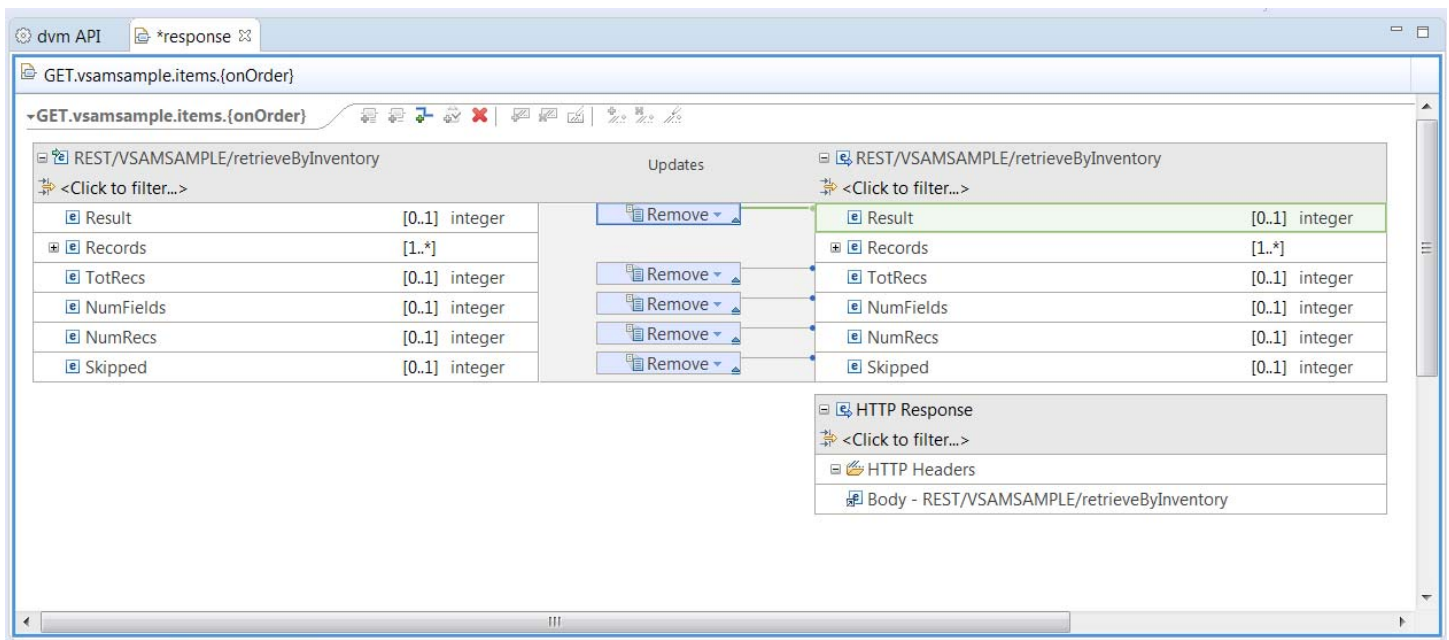 dvm API
*response
GET.vsamsample.items.{onOrder}
GET.vsamsample.items.{onOrder}
REST/VSAMSAMPLE/retrieveByInventory
Updates
REST/VSAMSAMPLE/retrieveByInventory
<Click to filter...>
<Click to filter...>
Result [0..1] integer Remove Result [0..1] integer
Records [1..*] Records [1..*]
TotRecs [0..1] integer Remove TotRecs [0..1] integer
NumFields [0..1] integer Remove NumFields [0..1] integer
NumRecs [0..1] integer Remove NumRecs [0..1] integer
Skipped [0..1] integer Remove Skipped [0..1] integer
HTTP Response
<Click to filter...>
HTTP Headers
Body - REST/VSAMSAMPLE/retrieveByInventory